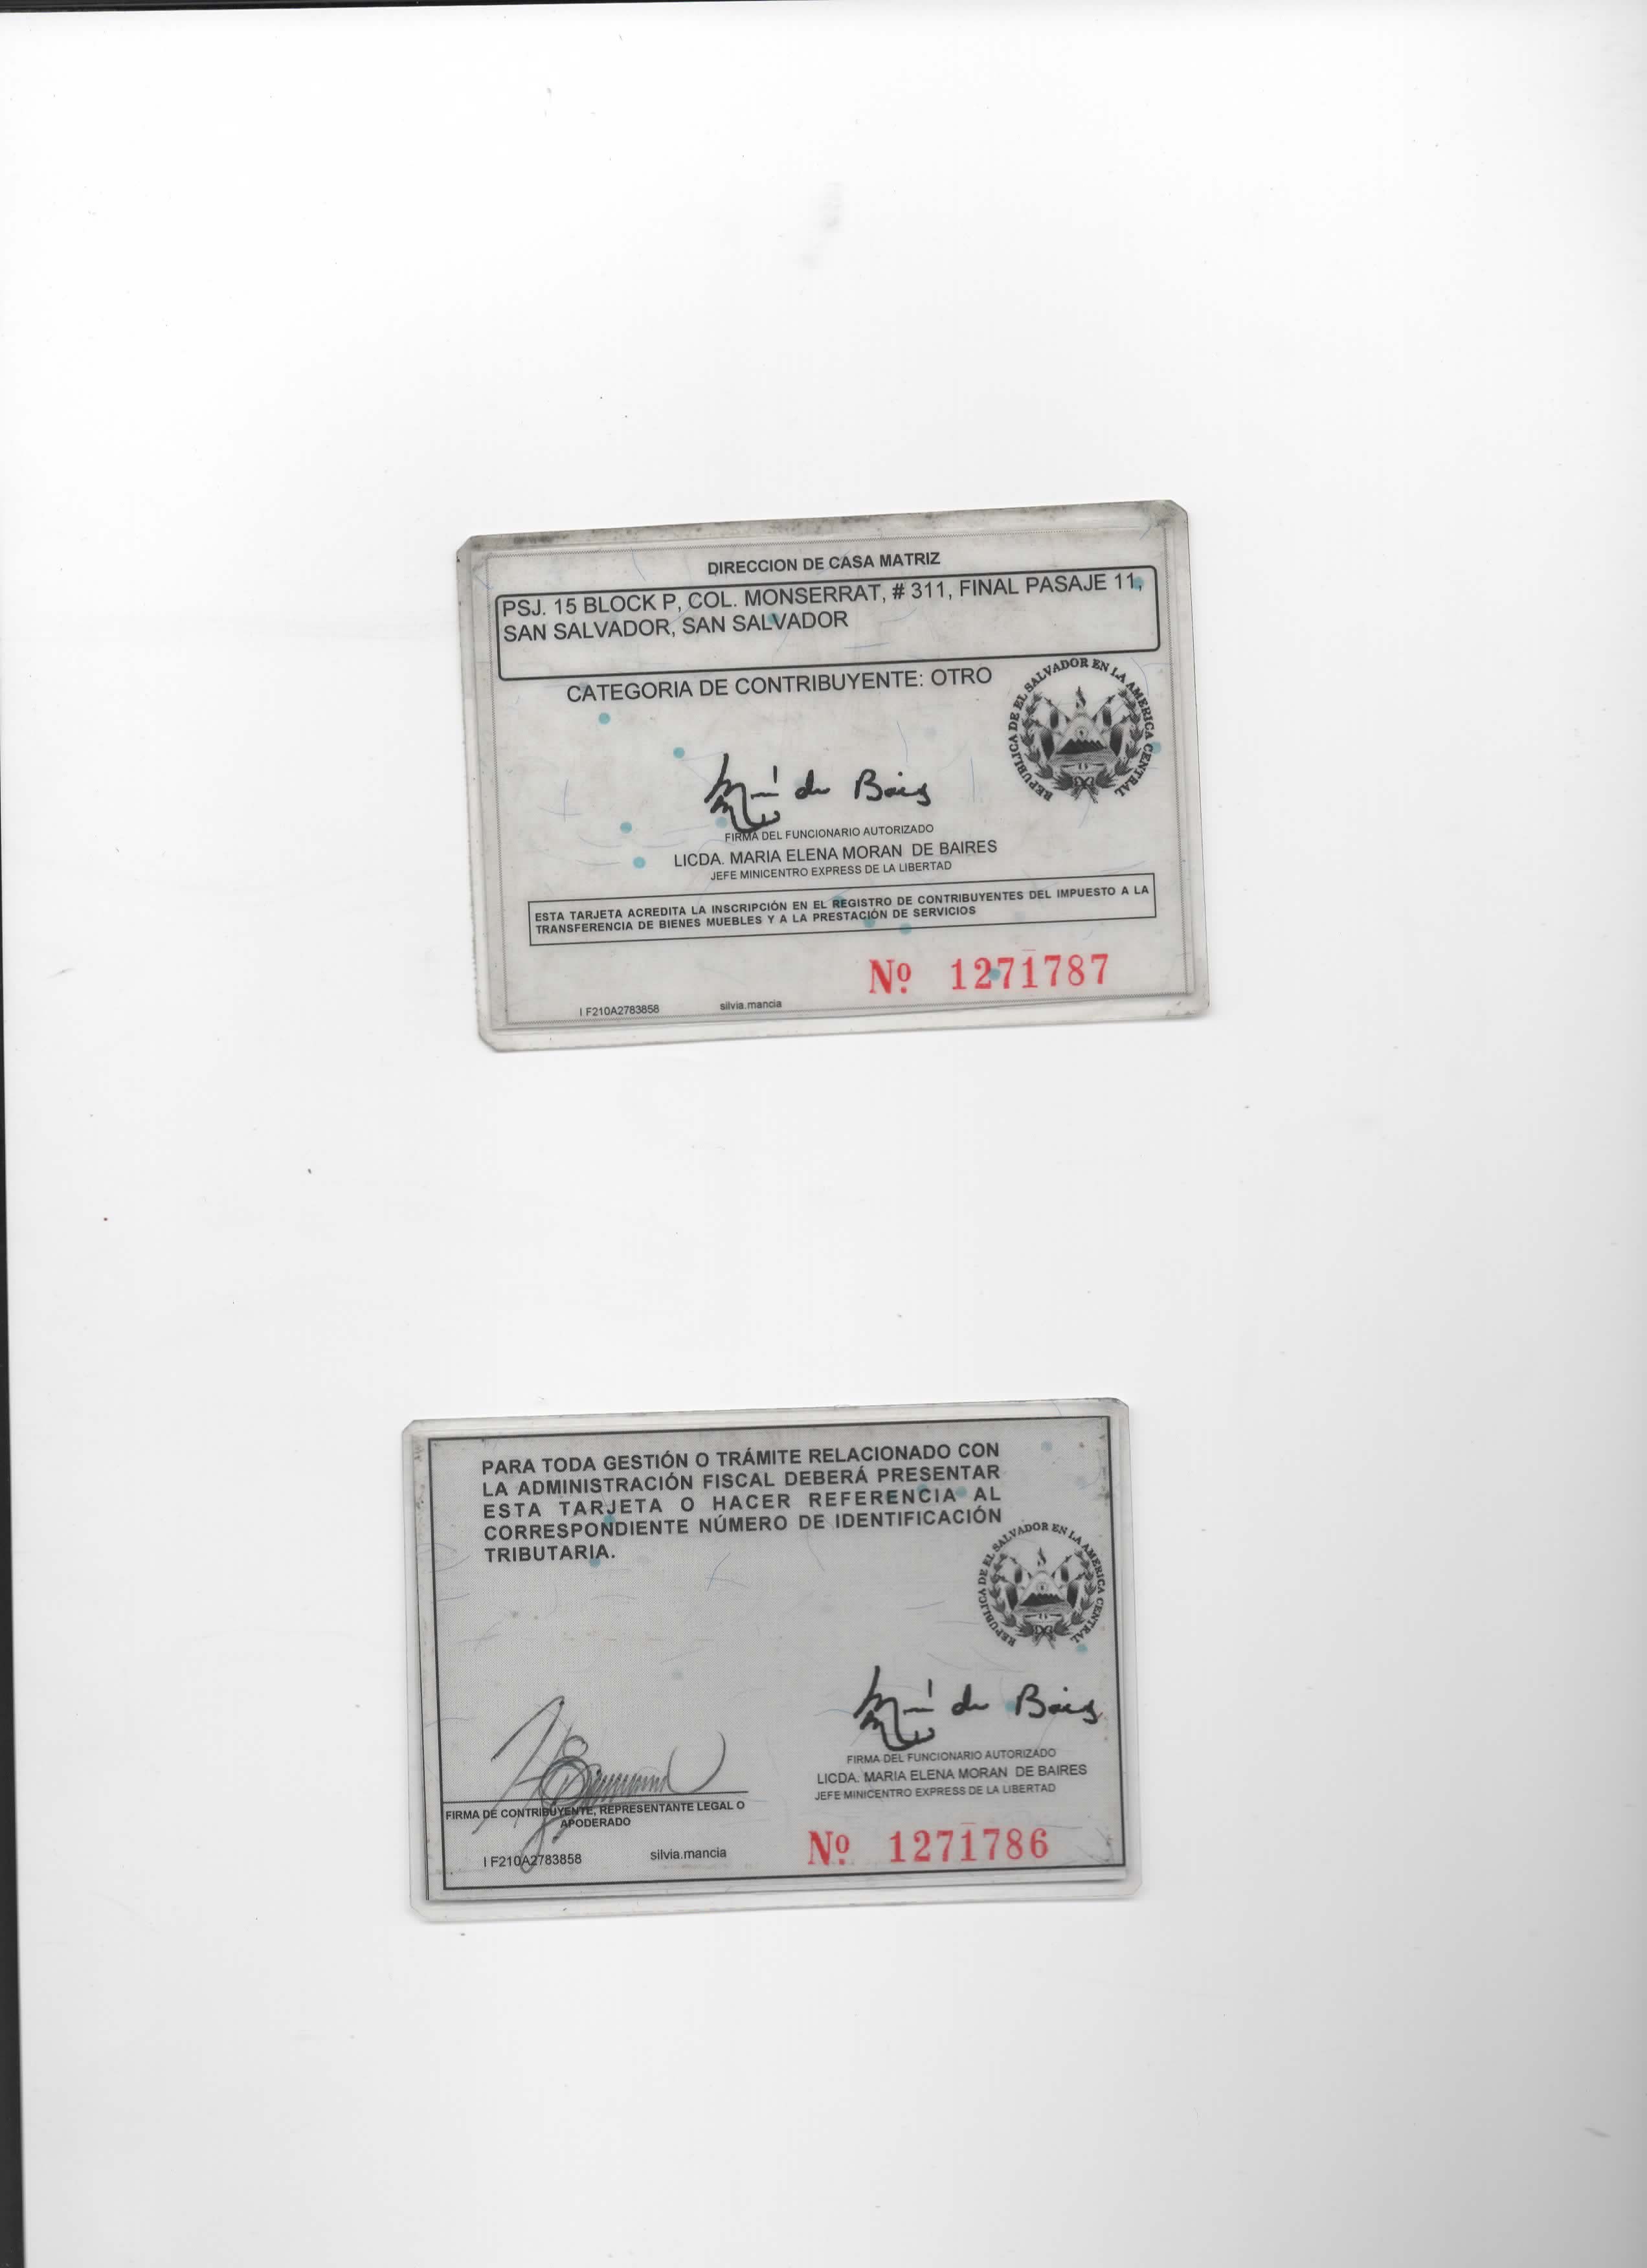 DIRECCION DE CASA MATRIZ
PSJ. 15 BLOCK P, COL. MONSERRAT, # 311, FINAL PASAJE 11,
SAN SALVADOR, SAN SALVADOR
CATEGORIA DE CONTRIBUYENTE: OTRO
REPUBLICA DE EL SALVADOR EN LA AMERICA CENTRAL
de Baires
FIRMA DEL FUNCIONARIO AUTORIZADO
LICDA. MARIA ELENA MORAN DE BAIRES
JEFE MINICENTRO EXPRESS DE LA LIBERTAD
ESTA TARJETA ACREDITA LA INSCRIPCIÓN EN EL REGISTRO DE CONTRIBUYENTES DEL IMPUESTO A LA
TRANSFERENCIA DE BIENES MUEBLES Y A LA PRESTACIÓN DE SERVICIOS
Nº 1271787
I F210A2783858 silvia.mancia
PARA TODA GESTIÓN O TRÁMITE RELACIONADO CON
LA ADMINISTRACIÓN FISCAL DEBERÁ PRESENTAR
ESTA TARJETA O HACER REFERENCIA AL
CORRESPONDIENTE NÚMERO DE IDENTIFICACIÓN
TRIBUTARIA.
REPUBLICA DE EL SALVADOR EN LA AMERICA CENTRAL
de Baires
FIRMA DEL FUNCIONARIO AUTORIZADO
LICDA. MARIA ELENA MORAN DE BAIRES
JEFE MINICENTRO EXPRESS DE LA LIBERTAD
FIRMA DE CONTRIBUYENTE, REPRESENTANTE LEGAL O
APODERADO
I F210A2783858 silvia.mancia
Nº 1271786